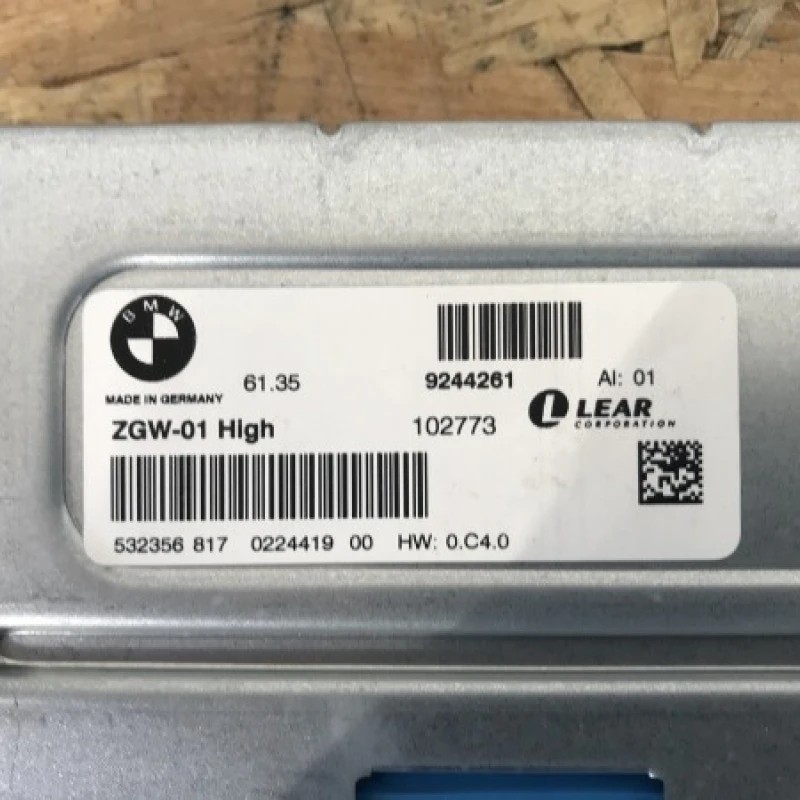 BMW
MADE IN GERMANY
61.35
9244261
AI: 01
ZGW-01 High
102773
LEAR
CORPORATION
532356 817 0224419 00 HW: 0.C4.0